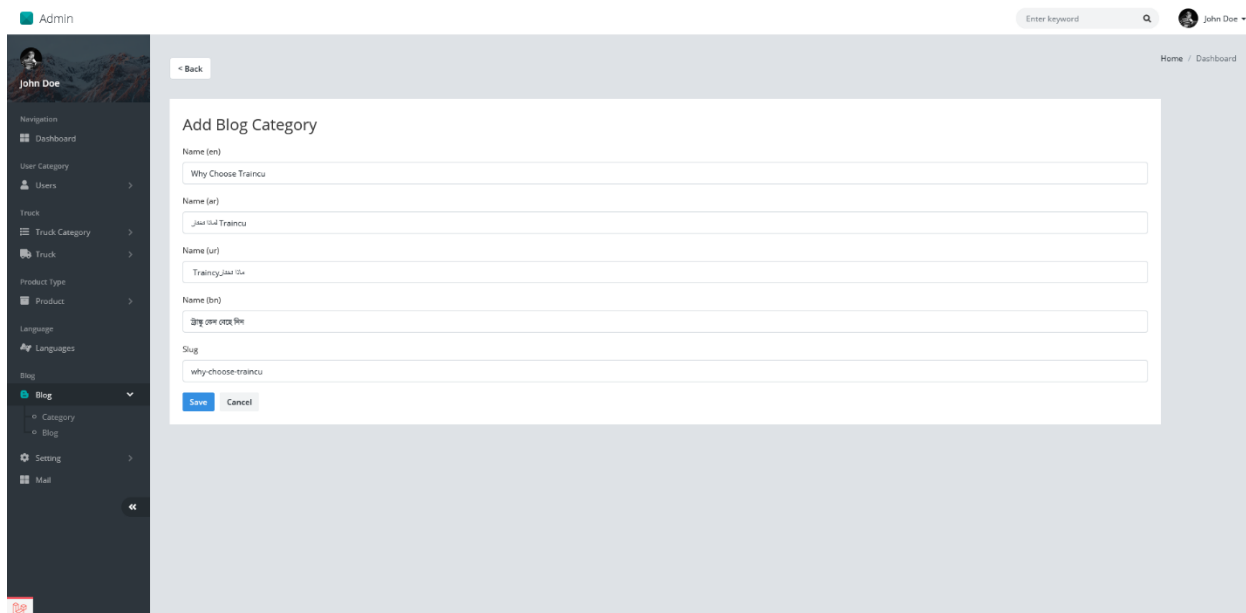 Admin
Enter keyword
John Doe
John Doe
Navigation
Dashboard
User Category
Users
Truck
Truck Category
Truck
Product Type
Product
Language
Languages
Blog
Blog
Category
Blog
Setting
Mail
< Back
Home / Dashboard
Add Blog Category
Name (en)
Why Choose Traincu
Name (ar)
Traincu
Name (ur)
Traincy
Name (bn)
কেন বেছে নিন
Slug
why-choose-traincu
Save Cancel